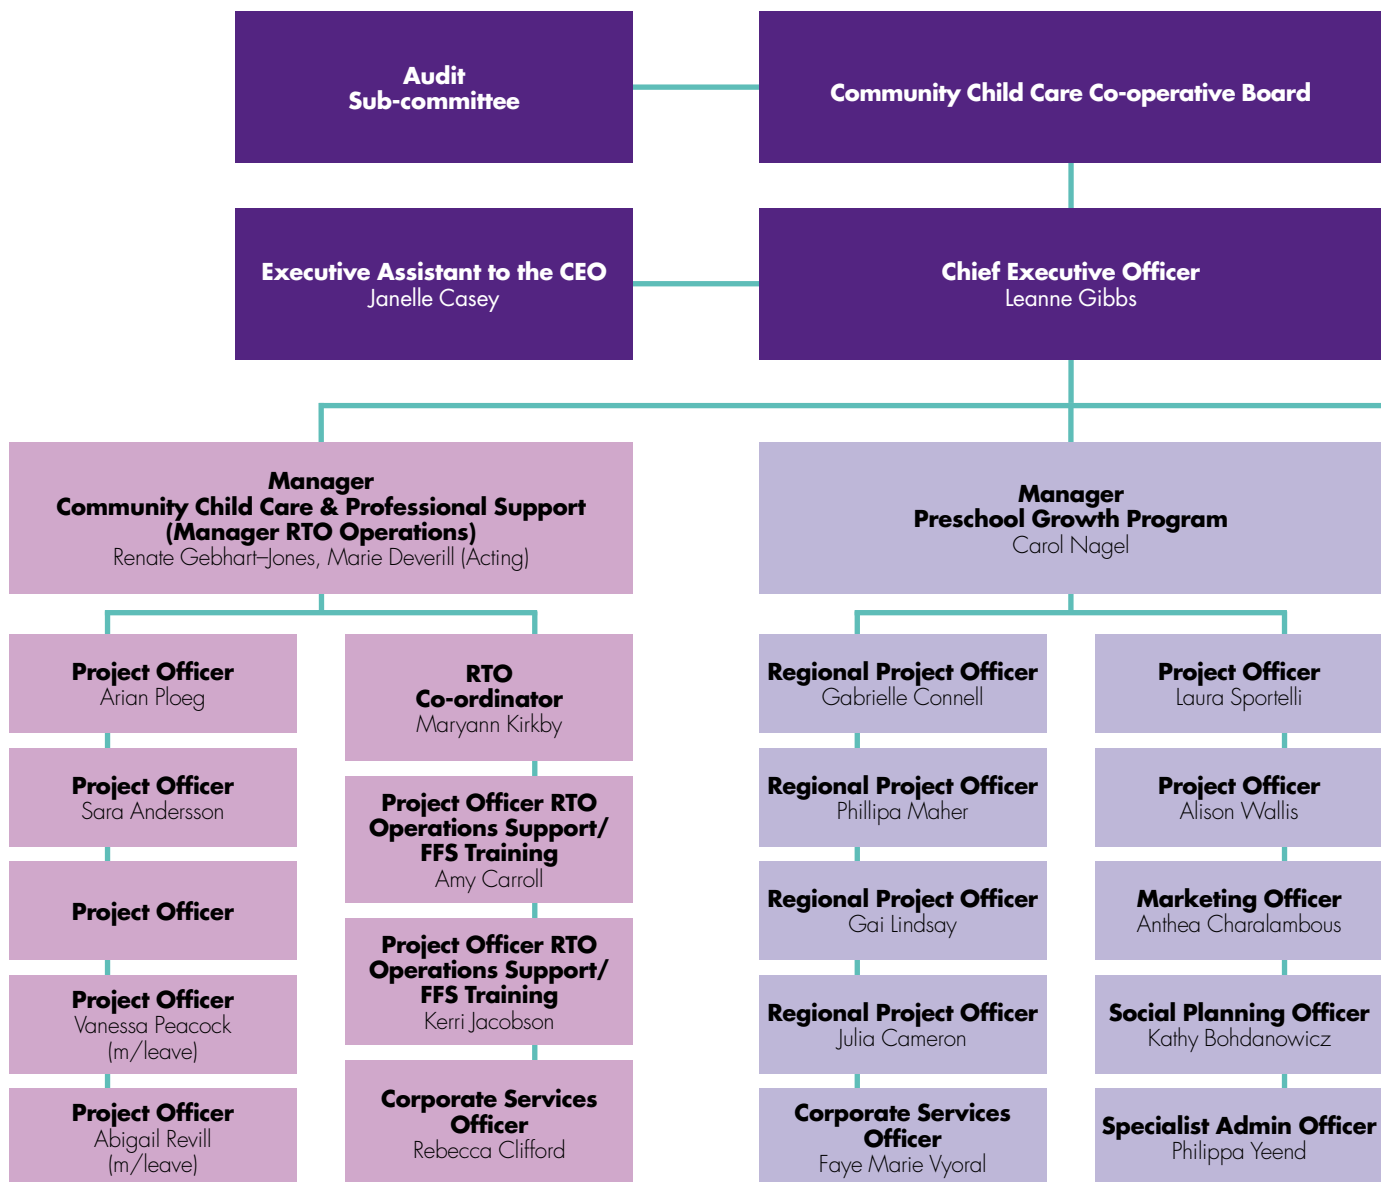 Audit
Sub-committee
Community Child Care Co-operative Board
Executive Assistant to the CEO
Janelle Casey
Chief Executive Officer
Leanne Gibbs
Manager
Community Child Care & Professional Support
(Manager RTO Operations)
Renate Gebhart–Jones, Marie Deverill (Acting)
Manager
Preschool Growth Program
Carol Nagel
Project Officer
Arian Ploeg
Project Officer
Sara Andersson
Project Officer
Project Officer
Vanessa Peacock
(m/leave)
Project Officer
Abigail Revill
(m/leave)
RTO
Co-ordinator
Maryann Kirkby
Project Officer RTO
Operations Support/
FFS Training
Amy Carroll
Project Officer RTO
Operations Support/
FFS Training
Kerri Jacobson
Corporate Services
Officer
Rebecca Clifford
Regional Project Officer
Gabrielle Connell
Regional Project Officer
Phillipa Maher
Regional Project Officer
Gai Lindsay
Regional Project Officer
Julia Cameron
Corporate Services
Officer
Faye Marie Vyoral
Project Officer
Laura Sportelli
Project Officer
Alison Wallis
Marketing Officer
Anthea Charalambous
Social Planning Officer
Kathy Bohdanowicz
Specialist Admin Officer
Philippa Yeend